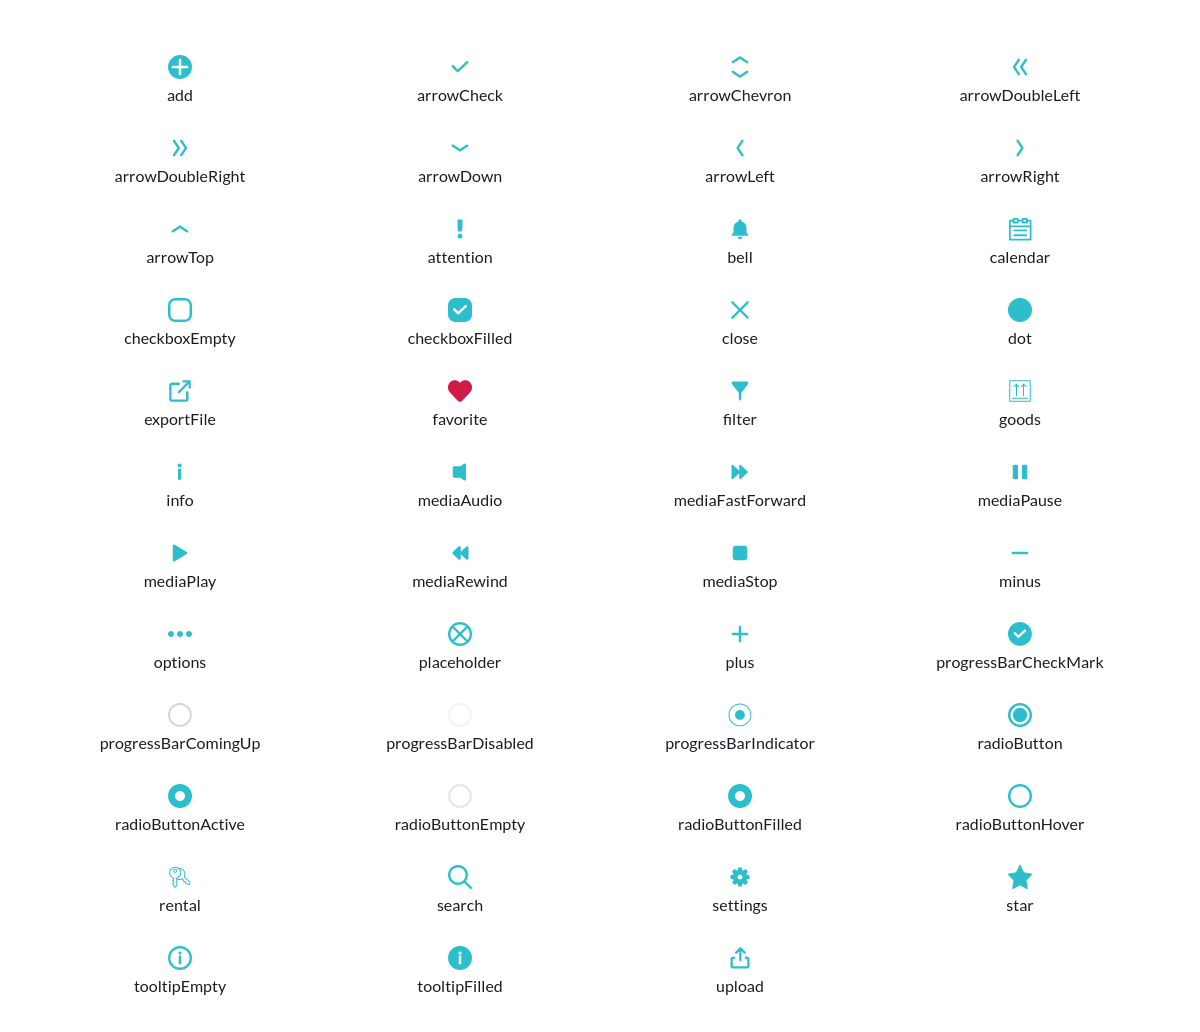 add arrowCheck arrowChevron arrowDoubleLeft
arrowDoubleRight arrowDown arrowLeft arrowRight
arrowTop attention bell calendar
checkboxEmpty checkboxFilled close dot
exportFile favorite filter goods
info mediaAudio mediaFastForward mediaPause
mediaPlay mediaRewind mediaStop minus
options placeholder plus progressBarCheckMark
progressBarComingUp progressBarDisabled progressBarIndicator radioButton
radioButtonActive radioButtonEmpty radioButtonFilled radioButtonHover
rental search settings star
tooltipEmpty tooltipFilled upload